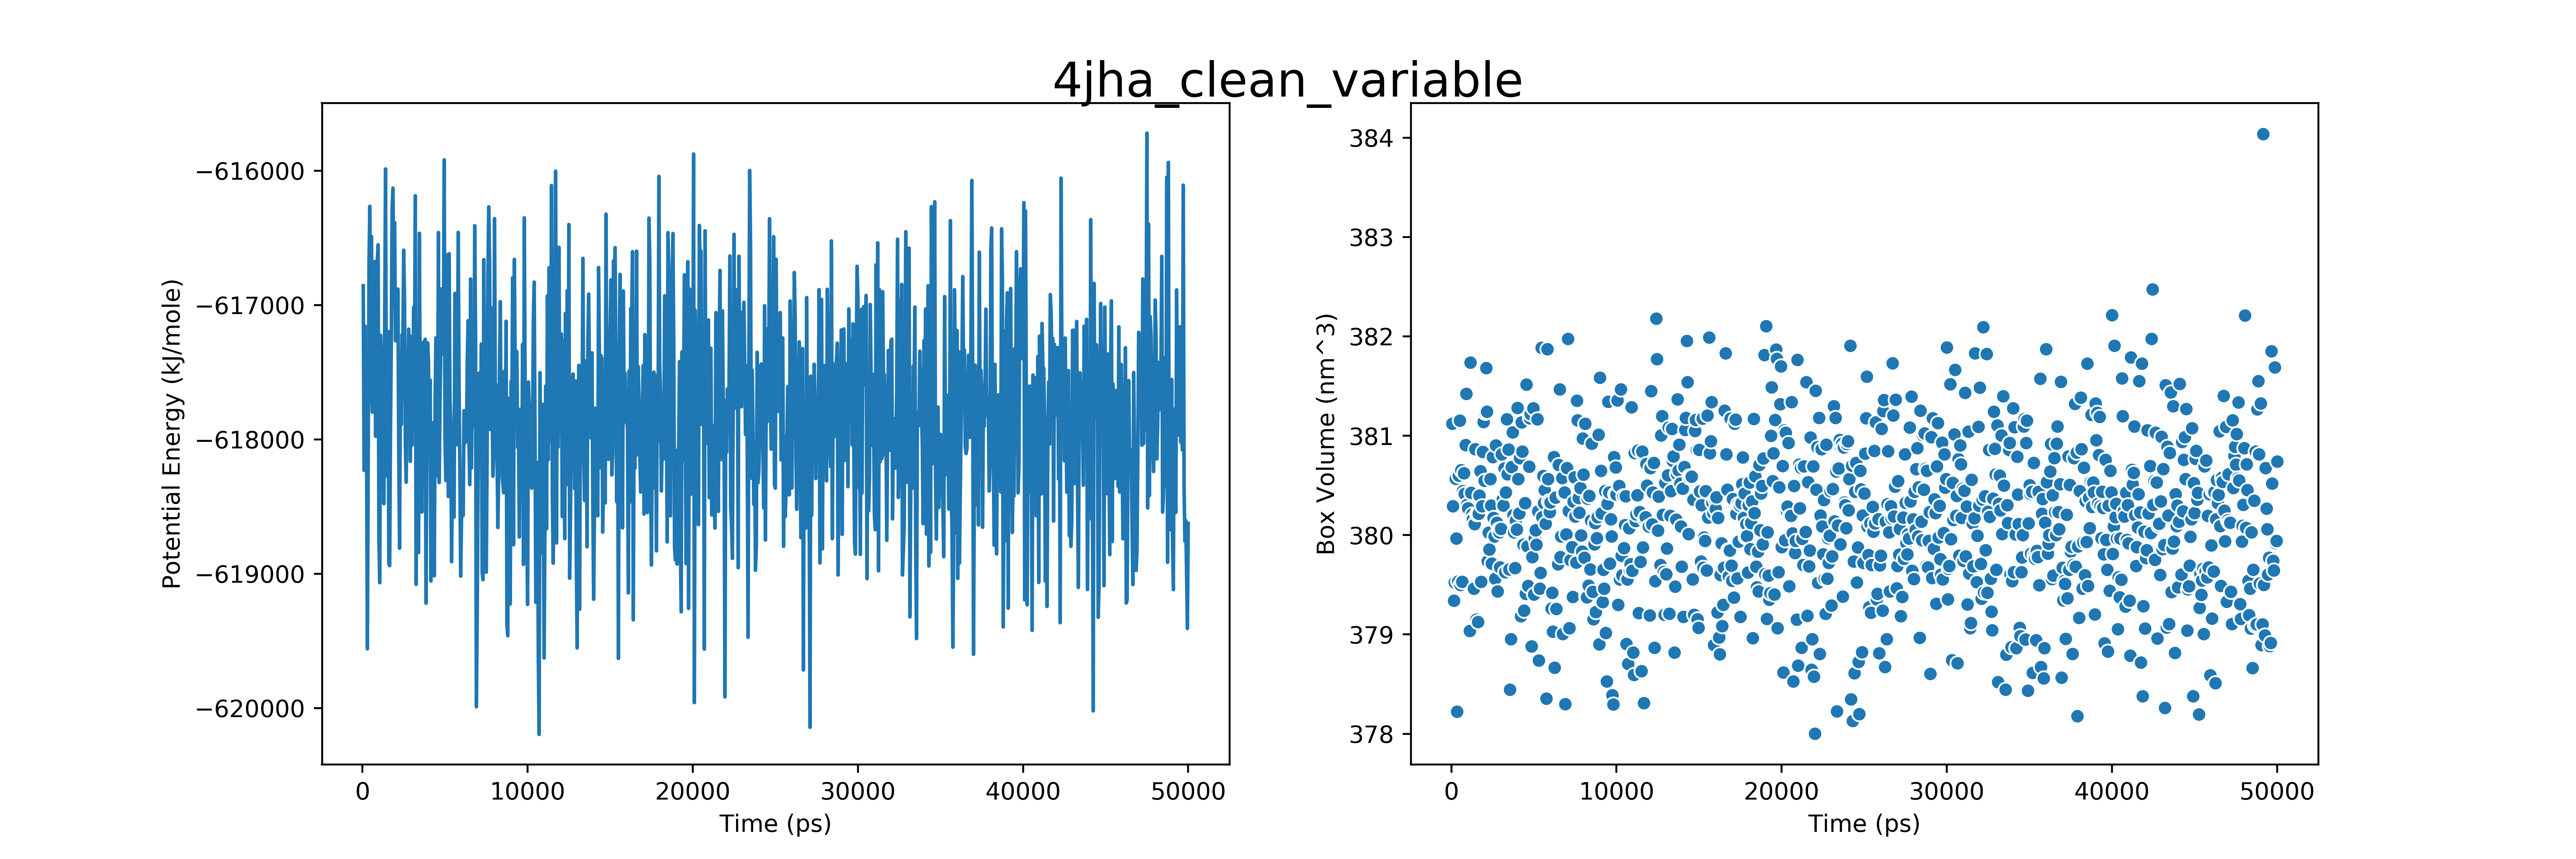 4jha_clean_variable
Potential Energy (kJ/mole)
−616000
−617000
−618000
−619000
−620000
0 10000 20000 30000 40000 50000
Time (ps)
Box Volume (nm^3)
384
383
382
381
380
379
378
0 10000 20000 30000 40000 50000
Time (ps)